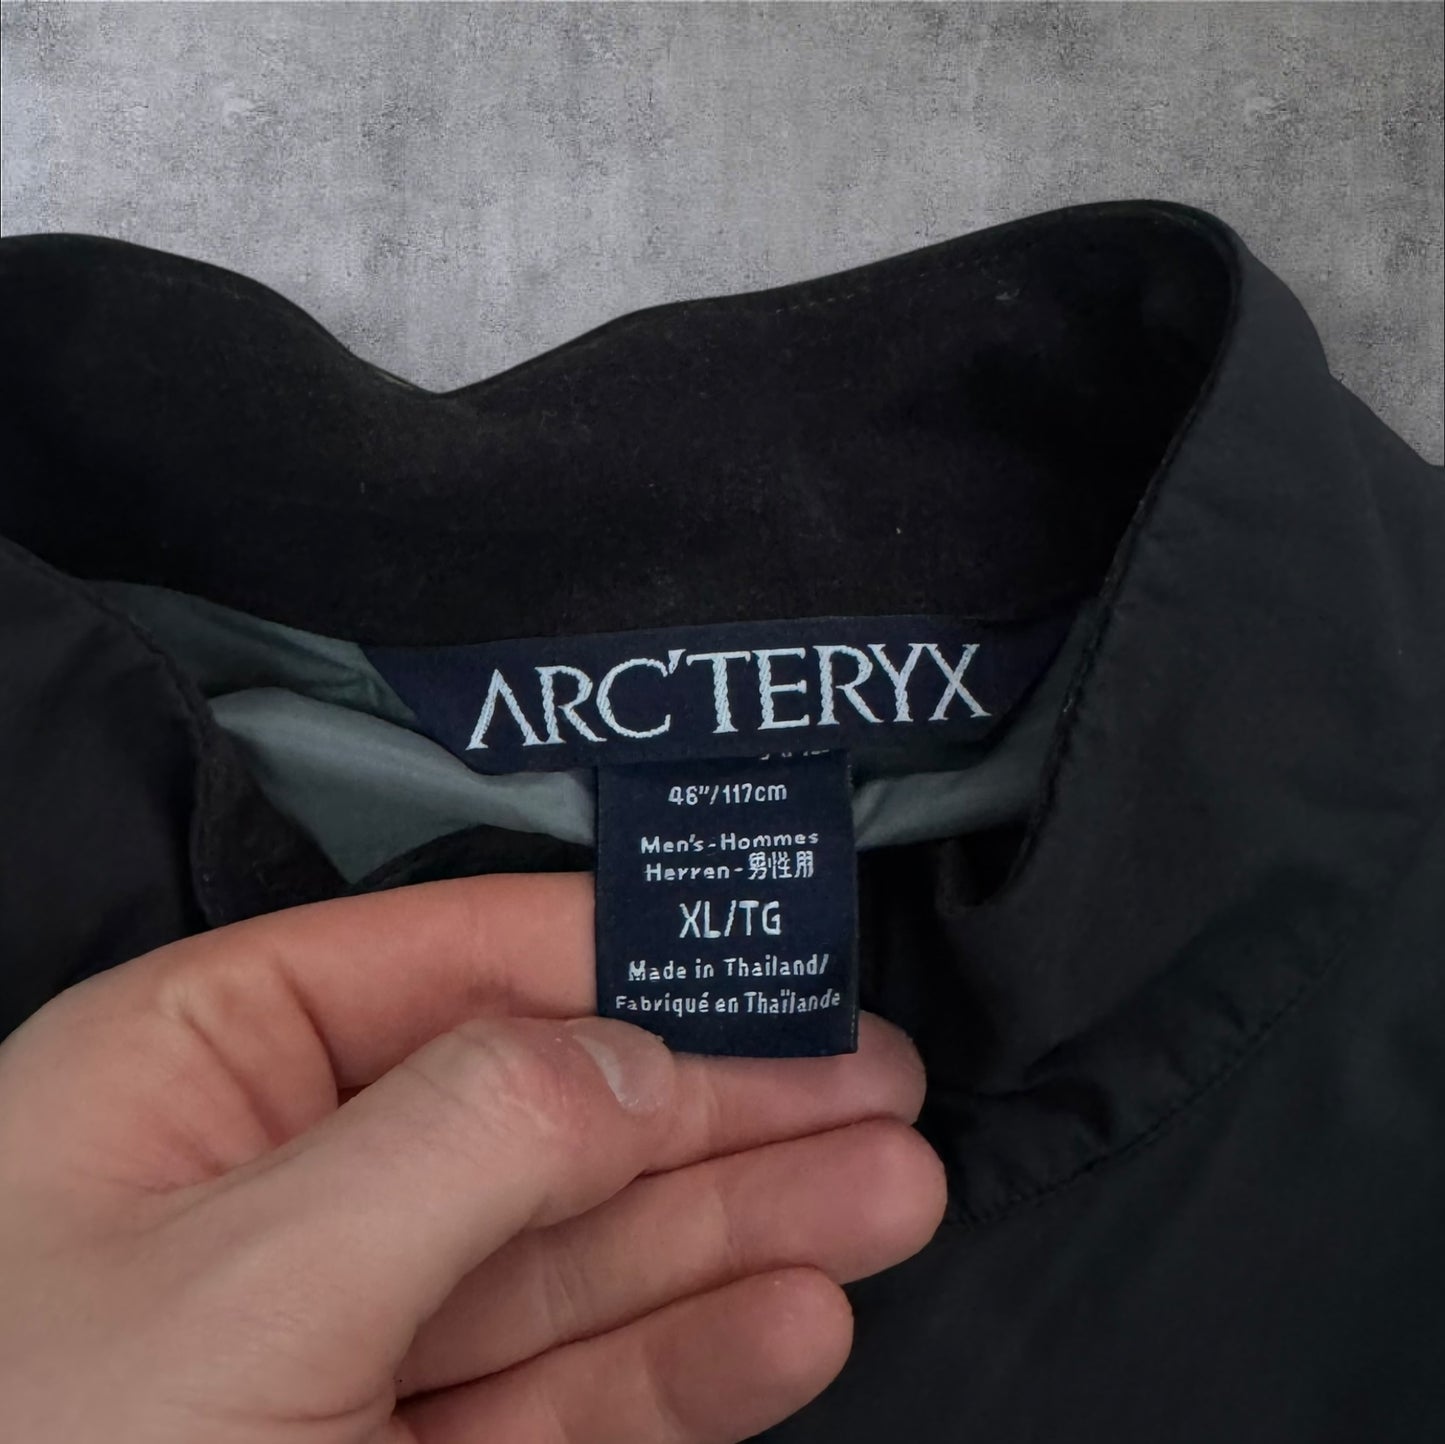 ARC'TERYX
46"/117cm
Men's-Hommes
Herren-男性用
XL/TG
Made in Thailand/
Fabriqué en Thaïlande